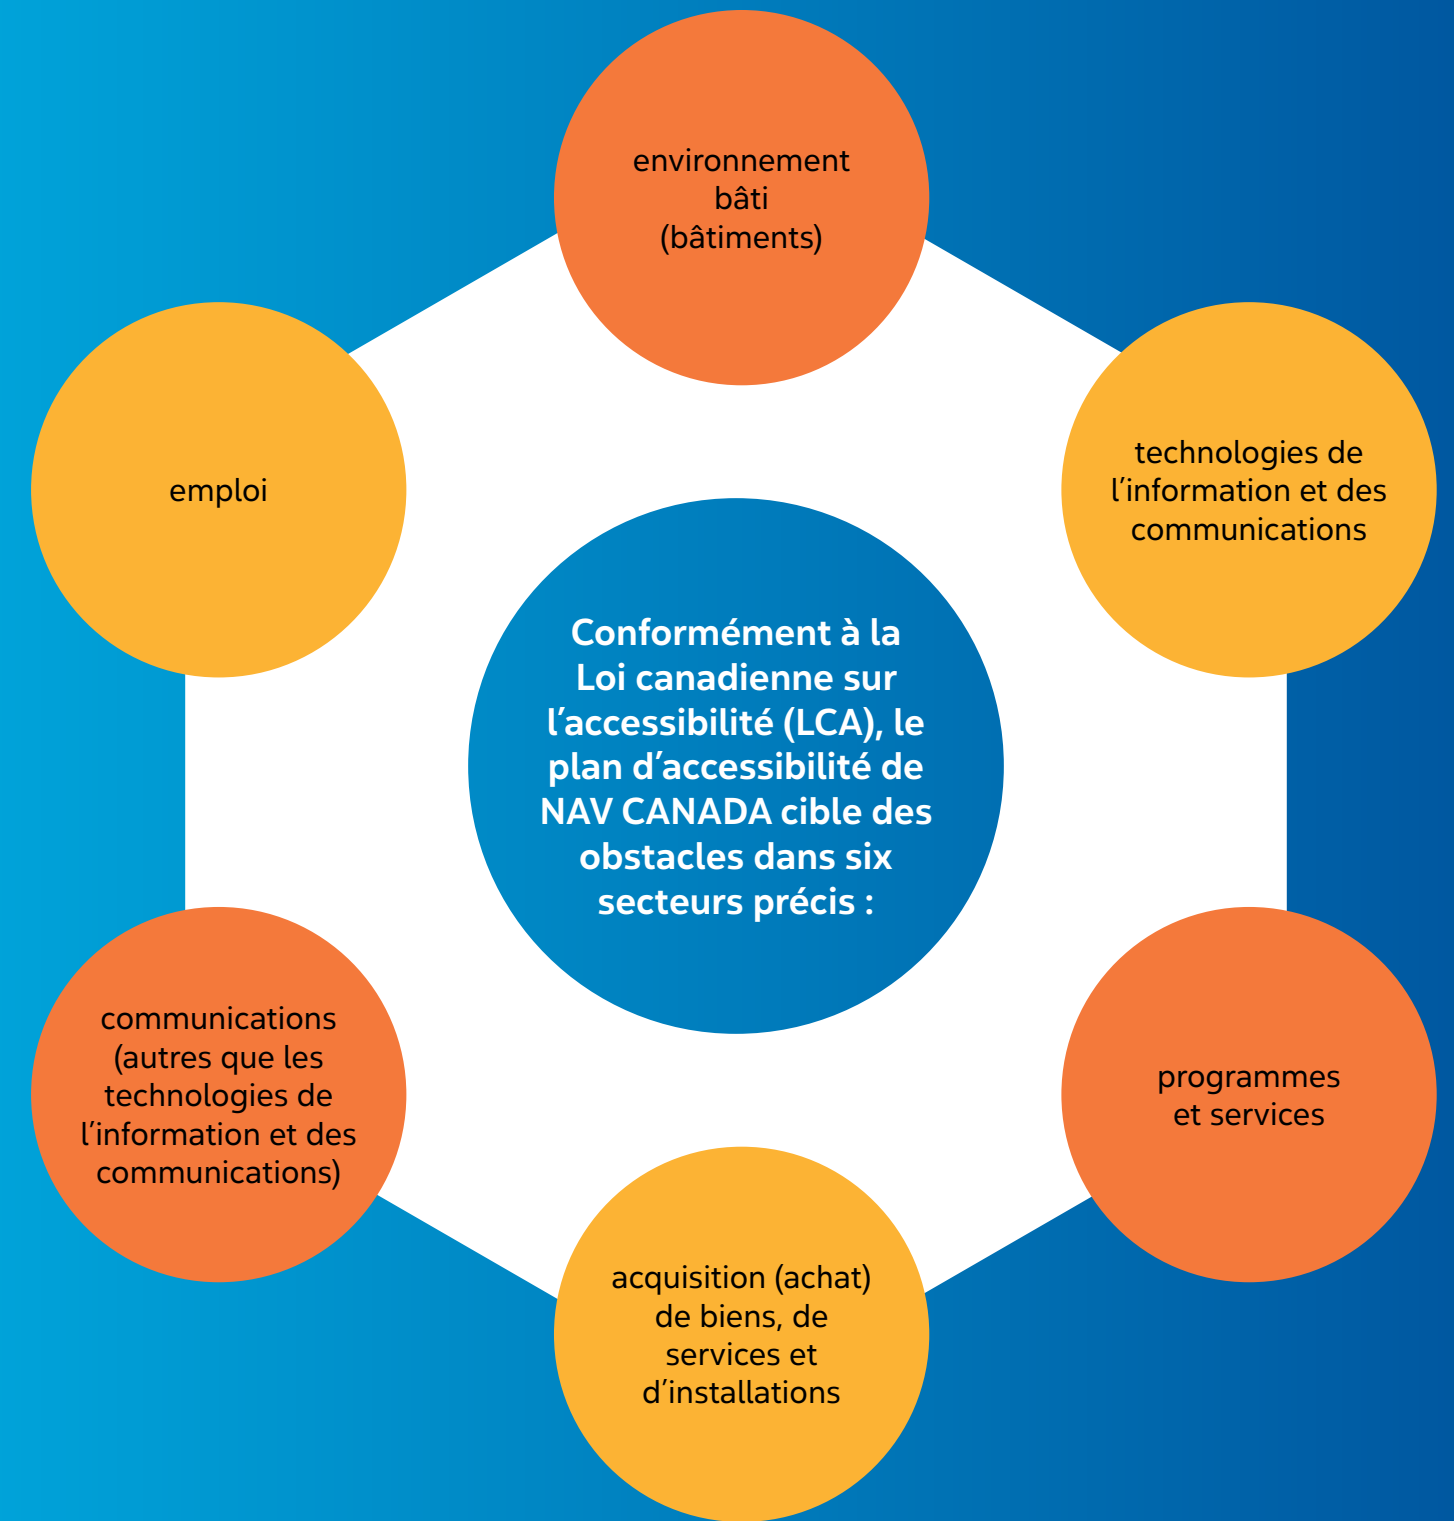 environnement
bâti
(bâtiments)
technologies de
l’information et des
communications
emploi
Conformément à la
Loi canadienne sur
l’accessibilité (LCA), le
plan d’accessibilité de
NAV CANADA cible des
obstacles dans six
secteurs précis :
communications
(autres que les
technologies de
l’information et des
communications)
programmes
et services
acquisition (achat)
de biens, de
services et
d’installations